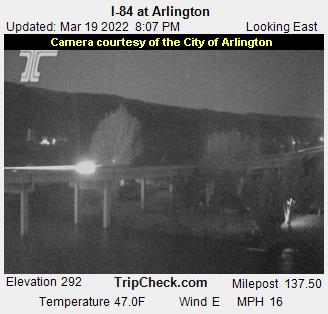 I-84 at Arlington
Updated: Mar 19 2022 8:07 PM Looking East
Camera courtesy of the City of Arlington
Elevation 292 TripCheck.com Milepost 137.50
Temperature 47.0F Wind E MPH 16